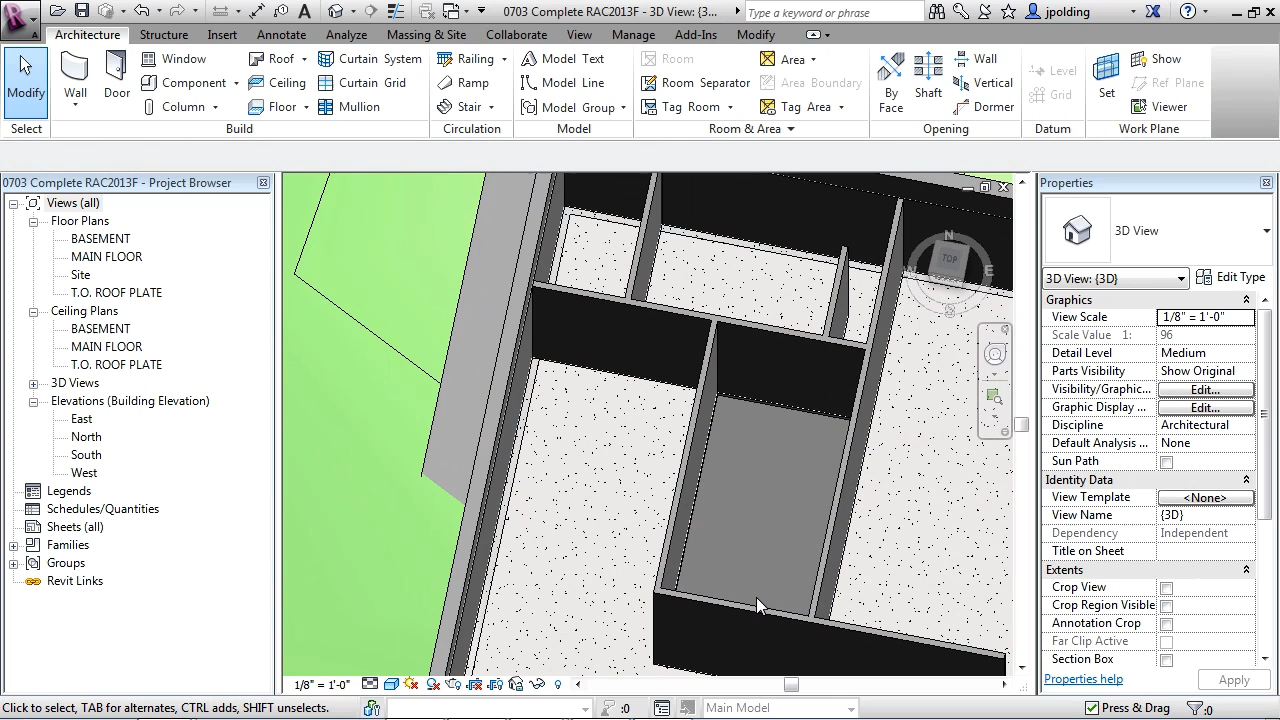 0703 Complete RAC2013F - 3D View: {3...
Type a keyword or phrase
jpolding
Architecture Structure Insert Annotate Analyze Massing & Site Collaborate View Manage Add-Ins Modify
Modify
Wall
Door
Window
Component
Column
Roof
Ceiling
Floor
Curtain System
Curtain Grid
Mullion
Railing
Ramp
Stair
Model Text
Model Line
Model Group
Room
Room Separator
Tag Room
Area
Area Boundary
Tag Area
By Face
Shaft
Wall
Vertical
Dormer
Level
Grid
Set
Show
Ref Plane
Viewer
Select Build Circulation Model Room & Area Opening Datum Work Plane
0703 Complete RAC2013F - Project Browser
Views (all)
Floor Plans
BASEMENT
MAIN FLOOR
Site
T.O. ROOF PLATE
Ceiling Plans
BASEMENT
MAIN FLOOR
T.O. ROOF PLATE
3D Views
Elevations (Building Elevation)
East
North
South
West
Legends
Schedules/Quantities
Sheets (all)
Families
Groups
Revit Links
N
TOP
E
Properties
3D View
3D View: {3D} Edit Type
Graphics
View Scale 1/8" = 1'-0"
Scale Value 1: 96
Detail Level Medium
Parts Visibility Show Original
Visibility/Graphic... Edit...
Graphic Display ... Edit...
Discipline Architectural
Default Analysis ... None
Sun Path
Identity Data
View Template <None>
View Name {3D}
Dependency Independent
Title on Sheet
Extents
Crop View
Crop Region Visible
Annotation Crop
Far Clip Active
Section Box
Properties help Apply
1/8" = 1'-0"
Click to select, TAB for alternates, CTRL adds, SHIFT unselects. :0 Main Model Press & Drag :0